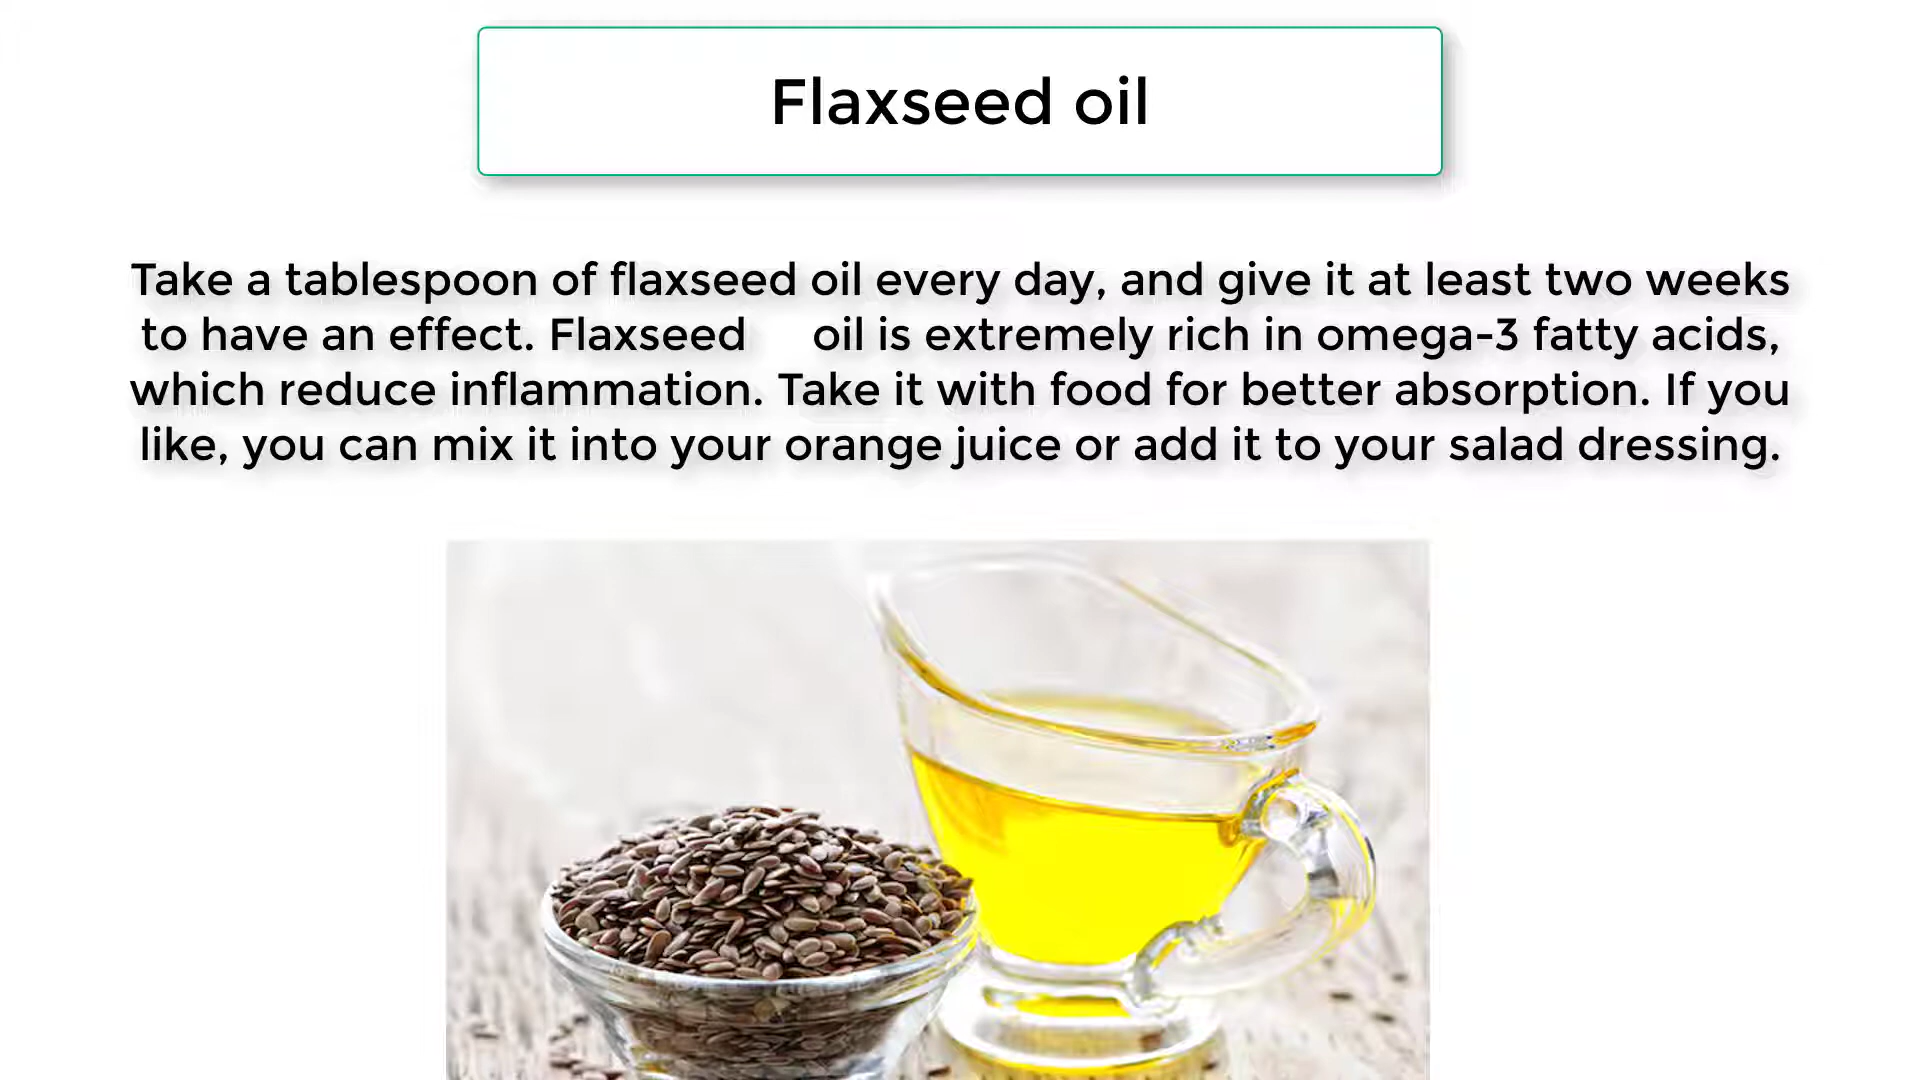 Flaxseed oil
Take a tablespoon of flaxseed oil every day, and give it at least two weeks
to have an effect. Flaxseed oil is extremely rich in omega-3 fatty acids,
which reduce inflammation. Take it with food for better absorption. If you
like, you can mix it into your orange juice or add it to your salad dressing.